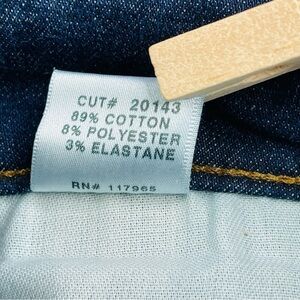 CUT# 20143
89% COTTON
8% POLYESTER
3% ELASTANE
RN# 117965